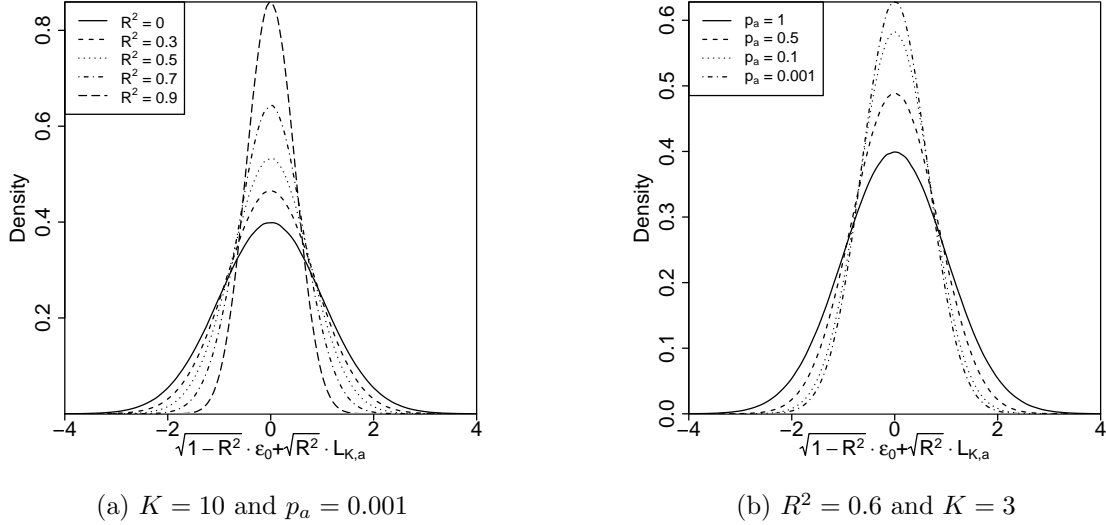 R² = 0
R² = 0.3
R² = 0.5
R² = 0.7
R² = 0.9
Density
0.2
0.4
0.6
0.8
−4
−2
0
2
4
√1 − R² ⋅ ε₀+√R² ⋅ L_K,a
(a) K = 10 and p_a = 0.001
p_a = 1
p_a = 0.5
p_a = 0.1
p_a = 0.001
Density
0.0
0.1
0.2
0.3
0.4
0.5
0.6
−4
−2
0
2
4
√1 − R² ⋅ ε₀+√R² ⋅ L_K,a
(b) R² = 0.6 and K = 3